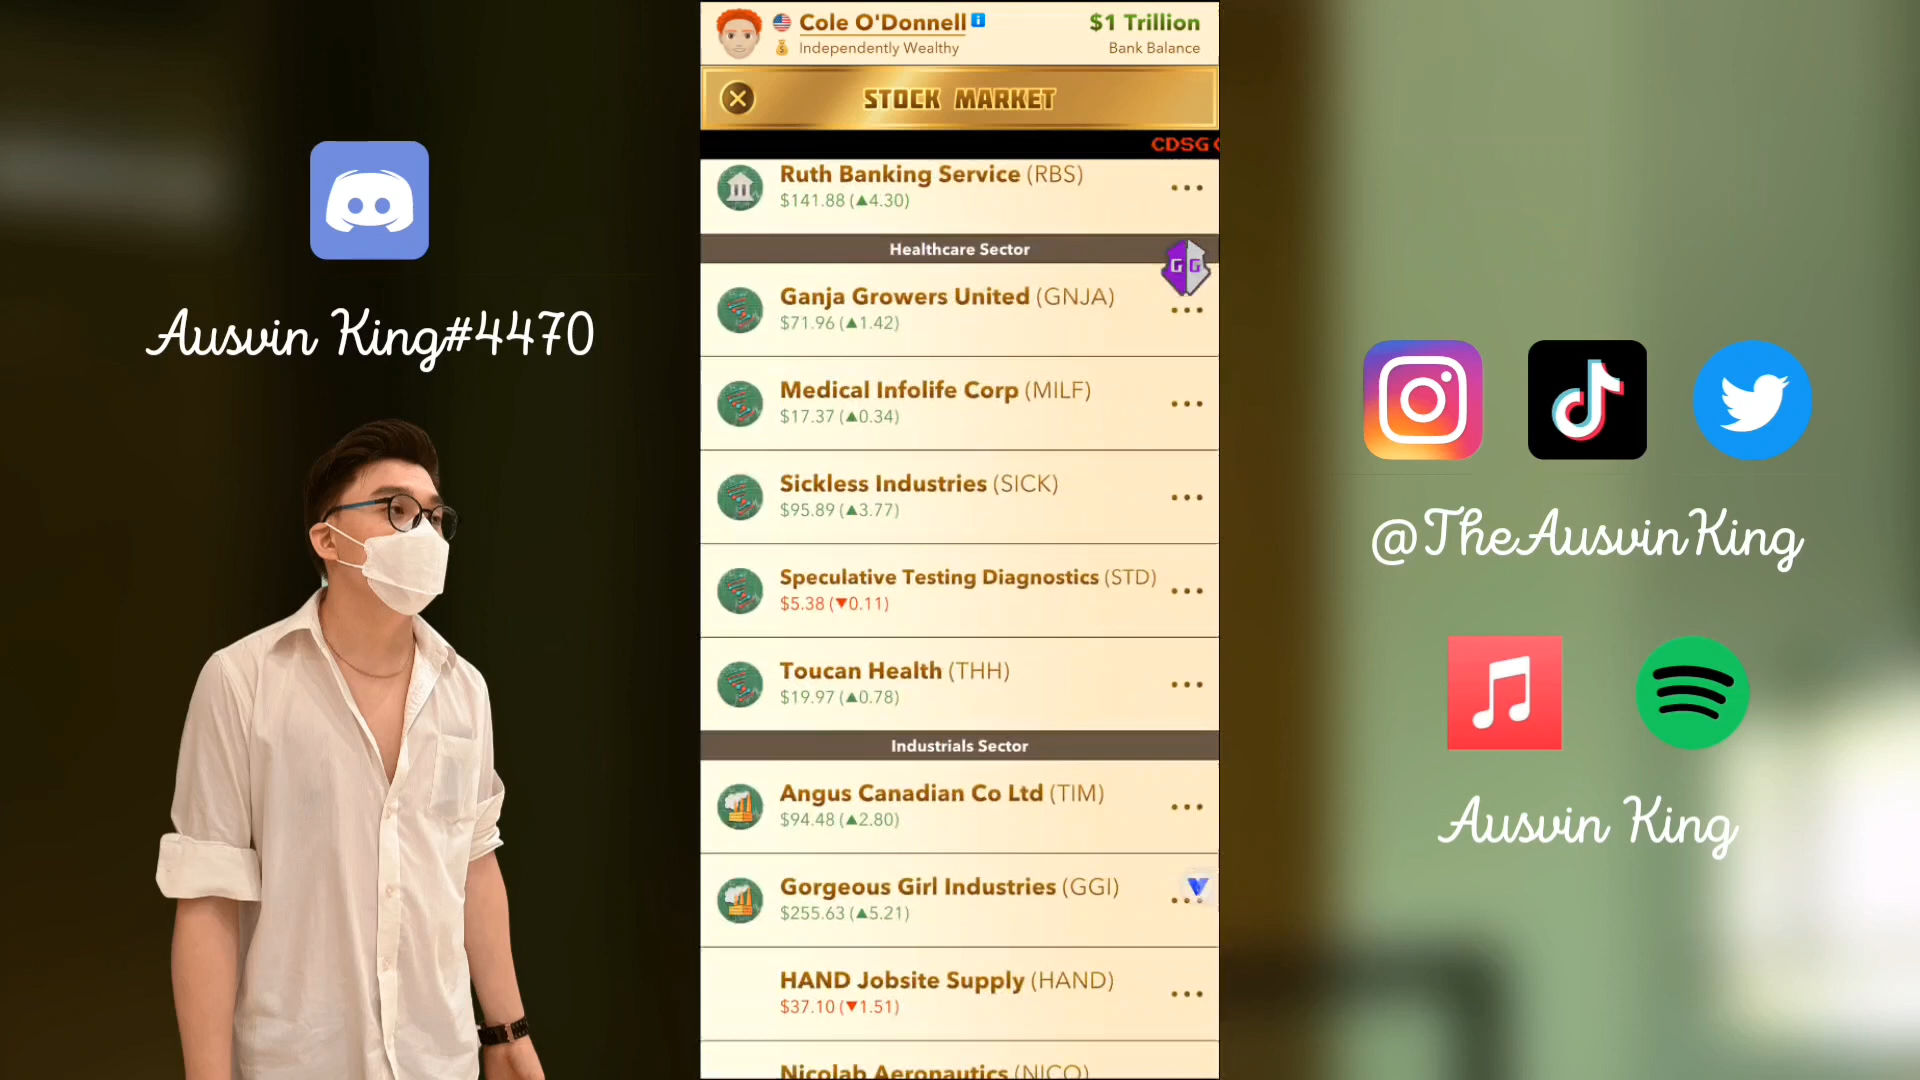 Cole O'Donnell
Independently Wealthy
$1 Trillion
Bank Balance
STOCK MARKET
CDSG
Ruth Banking Service (RBS)
$141.88 (▲4.30)
Healthcare Sector
GG
Ganja Growers United (GNJA)
$71.96 (▲1.42)
Medical Infolife Corp (MILF)
$17.37 (▲0.34)
Sickless Industries (SICK)
$95.89 (▲3.77)
Speculative Testing Diagnostics (STD)
$5.38 (▼0.11)
Toucan Health (THH)
$19.97 (▲0.78)
Industrials Sector
Angus Canadian Co Ltd (TIM)
$94.48 (▲2.80)
Gorgeous Girl Industries (GGI)
$255.63 (▲5.21)
HAND Jobsite Supply (HAND)
$37.10 (▼1.51)
Nicolab Aeronautics (NICO)
Ausvin King#4470
@TheAusvinKing
Ausvin King